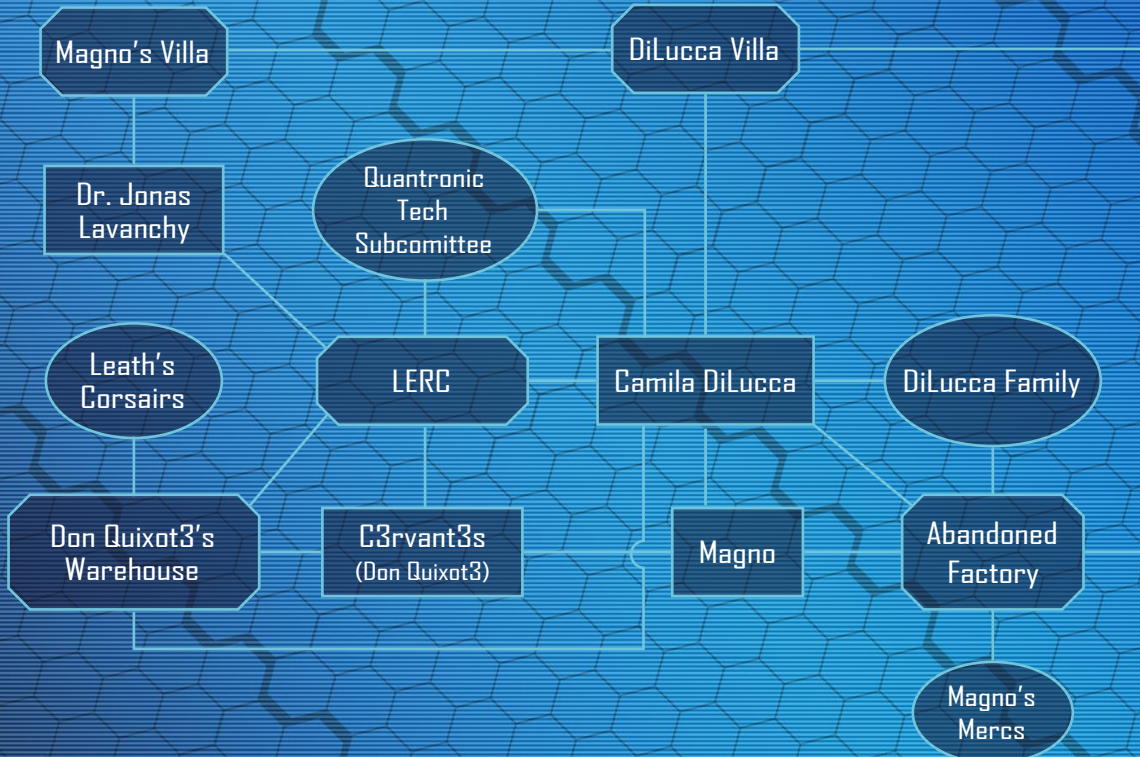 Magno's Villa
DiLucca Villa
Dr. Jonas
Lavanchy
Quantronic
Tech
Subcomittee
Leath's
Corsairs
LERC
Camila DiLucca
DiLucca Family
Don Quixot3's
Warehouse
C3rvant3s
(Don Quixot3)
Magno
Abandoned
Factory
Magno's
Mercs